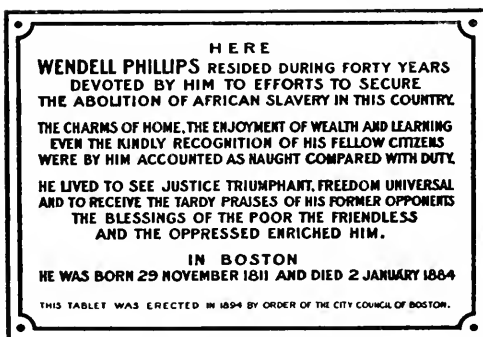 HERE
WENDELL PHILLIPS RESIDED DURING FORTY YEARS
DEVOTED BY HIM TO EFFORTS TO SECURE
THE ABOLITION OF AFRICAN SLAVERY IN THIS COUNTRY.
THE CHARMS OF HOME, THE ENJOYMENT OF WEALTH AND LEARNING
EVEN THE KINDLY RECOGNITION OF HIS FELLOW CITIZENS
WERE BY HIM ACCOUNTED AS NAUGHT COMPARED WITH DUTY.
HE LIVED TO SEE JUSTICE TRIUMPHANT, FREEDOM UNIVERSAL
AND TO RECEIVE THE TARDY PRAISES OF HIS FORMER OPPONENTS
THE BLESSINGS OF THE POOR THE FRIENDLESS
AND THE OPPRESSED ENRICHED HIM.
IN BOSTON
HE WAS BORN 29 NOVEMBER 1811 AND DIED 2 JANUARY 1884
THIS TABLET WAS ERECTED IN 1894 BY ORDER OF THE CITY COUNCIL OF BOSTON.